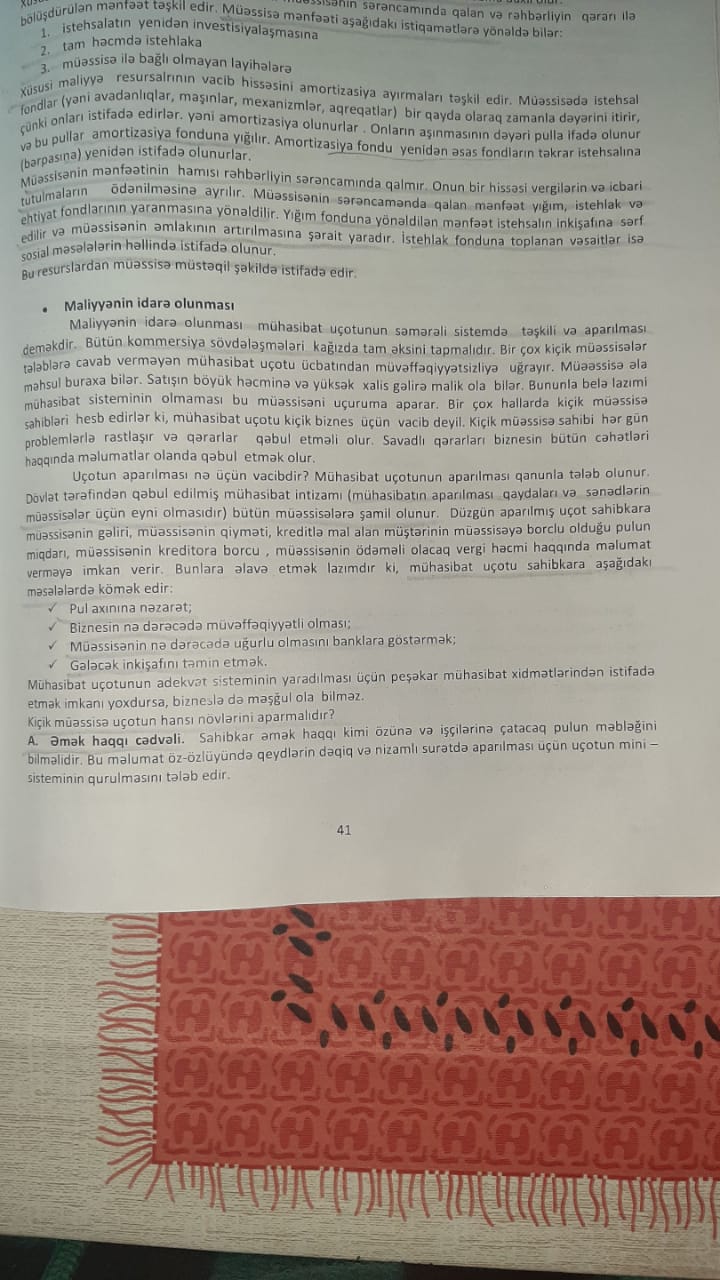 sərəncamında qalan və rəhbərliyin qərarı ilə
bölüşdürülən mənfəət təşkil edir. Müəssisə mənfəəti aşağıdakı istiqamətlərə yönəldə bilər:
1. istehsalatın yenidən investisiyalaşmasına
2. tam həcmdə istehlaka
3. müəssisə ilə bağlı olmayan layihələrə
Xüsusi maliyyə resursalrının vacib hissəsini amortizasiya ayırmaları təşkil edir. Müəssisədə istehsal
fondlar (yəni avadanlıqlar, maşınlar, mexanizmlər, aqreqatlar) bir qayda olaraq zamanla dəyərini itirir,
çünki onları istifadə edirlər. yəni amortizasiya olunurlar . Onların aşınmasının dəyəri pulla ifadə olunur
və bu pullar amortizasiya fonduna yığılır. Amortizasiya fondu yenidən əsas fondların təkrar istehsalına
(bərpasına) yenidən istifadə olunurlar.
Müəssisənin mənfəətinin hamısı rəhbərliyin sərəncamında qalmır. Onun bir hissəsi vergilərin və icbari
tutulmaların ödənilməsinə ayrılır. Müəssisənin sərəncamənda qalan mənfəət yığım, istehlak və
ehtiyat fondlarının yaranmasına yönəldilir. Yığım fonduna yönəldilən mənfəət istehsalın inkişafına sərf
edilir və müəssisənin əmlakının artırılmasına şərait yaradır. İstehlak fonduna toplanan vəsaitlər isə
sosial məsələlərin həllində istifadə olunur.
Bu resurslardan müəssisə müstəqil şəkildə istifadə edir.
• Maliyyənin idarə olunması
Maliyyənin idarə olunması mühasibat uçotunun səmərəli sistemdə təşkili və aparılması
deməkdir. Bütün kommersiya sövdələşmələri kağızda tam əksini tapmalıdır. Bir çox kiçik müəssisələr
tələblərə cavab verməyən mühasibat uçotu ücbatından müvəffəqiyyətsizliyə uğrayır. Müəəssisə əla
məhsul buraxa bilər. Satışın böyük həcminə və yüksək xalis gəlirə malik ola bilər. Bununla belə lazımi
mühasibat sisteminin olmaması bu müəssisəni uçuruma aparar. Bir çox hallarda kiçik müəssisə
sahibləri hesb edirlər ki, mühasibat uçotu kiçik biznes üçün vacib deyil. Kiçik müəssisə sahibi hər gün
problemlərlə rastlaşır və qərarlar qəbul etməli olur. Savadlı qərarları biznesin bütün cəhətləri
haqqında məlumatlar olanda qəbul etmək olur.
Uçotun aparılması nə üçün vacibdir? Mühasibat uçotunun aparılması qanunla tələb olunur.
Dövlət tərəfindən qəbul edilmiş mühasibat intizamı (mühasibatın aparılması qaydaları və sənədlərin
müəssisələr üçün eyni olmasıdır) bütün müəssisələrə şamil olunur. Düzgün aparılmış uçot sahibkara
müəssisənin gəliri, müəssisənin qiyməti, kreditlə mal alan müştərinin müəssisəyə borclu olduğu pulun
miqdarı, müəssisənin kreditora borcu , müəssisənin ödəməli olacaq vergi həcmi haqqında məlumat
verməyə imkan verir. Bunlara əlavə etmək lazımdır ki, mühasibat uçotu sahibkara aşağıdakı
məsələlərdə kömək edir:
✓ Pul axınına nəzarət;
✓ Biznesin nə dərəcədə müvəffəqiyyətli olması;
✓ Müəssisənin nə dərəcədə uğurlu olmasını banklara göstərmək;
✓ Gələcək inkişafını təmin etmək.
Mühasibat uçotunun adekvat sisteminin yaradılması üçün peşəkar mühasibat xidmətlərindən istifadə
etmək imkanı yoxdursa, bizneslə də məşğul ola bilməz.
Kiçik müəssisə uçotun hansı növlərini aparmalıdır?
A. Əmək haqqı cədvəli. Sahibkar əmək haqqı kimi özünə və işçilərinə çatacaq pulun məbləğini
bilməlidir. Bu məlumat öz-özlüyündə qeydlərin dəqiq və nizamlı surətdə aparılması üçün uçotun mini –
sisteminin qurulmasını tələb edir.
41